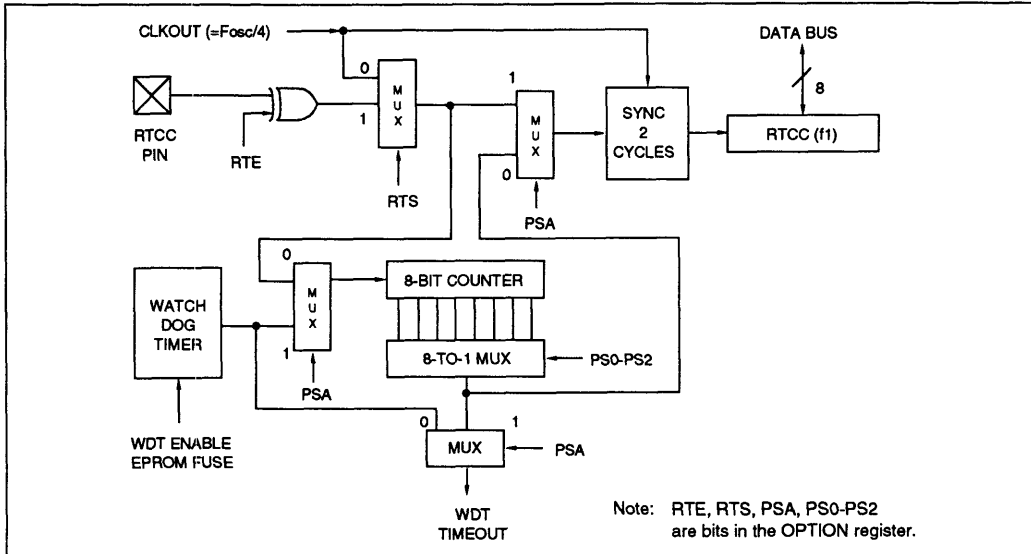 CLKOUT (=Fosc/4)
DATA BUS
0
MUX
1
8
RTCC
PIN
RTE
1
MUX
0
SYNC
2
CYCLES
RTCC (f1)
RTS
PSA
0
WATCH
DOG
TIMER
MUX
1
8-BIT COUNTER
8-TO-1 MUX
PS0-PS2
PSA
WDT ENABLE
EPROM FUSE
0
1
MUX
PSA
WDT
TIMEOUT
Note: RTE, RTS, PSA, PS0-PS2
are bits in the OPTION register.